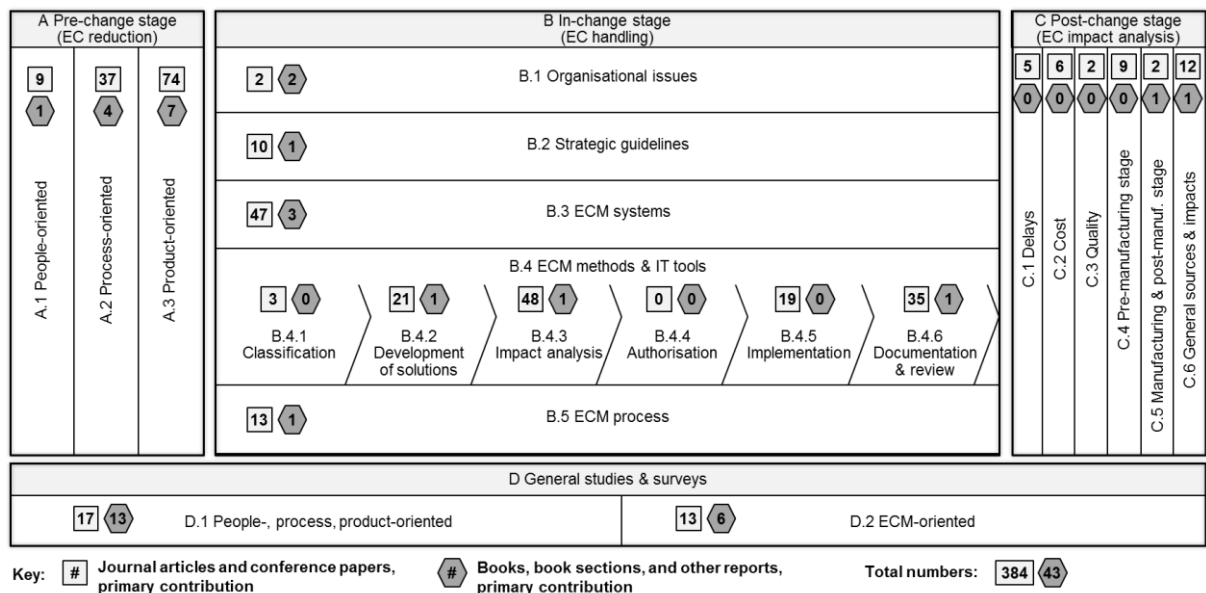 A Pre-change stage
(EC reduction)
9
37
74
1
4
7
A.1 People-oriented
A.2 Process-oriented
A.3 Product-oriented
B In-change stage
(EC handling)
2
2
B.1 Organisational issues
10
1
B.2 Strategic guidelines
47
3
B.3 ECM systems
B.4 ECM methods & IT tools
3
0
B.4.1
Classification
21
1
B.4.2
Development
of solutions
48
1
B.4.3
Impact analysis
0
0
B.4.4
Authorisation
19
0
B.4.5
Implementation
35
1
B.4.6
Documentation
& review
13
1
B.5 ECM process
C Post-change stage
(EC impact analysis)
5
6
2
9
2
12
0
0
0
0
1
1
C.1 Delays
C.2 Cost
C.3 Quality
C.4 Pre-manufacturing stage
C.5 Manufacturing & post-manuf. stage
C.6 General sources & impacts
D General studies & surveys
17
13
D.1 People-, process, product-oriented
13
6
D.2 ECM-oriented
Key:
#
Journal articles and conference papers,
primary contribution
#
Books, book sections, and other reports,
primary contribution
Total numbers:
384
43